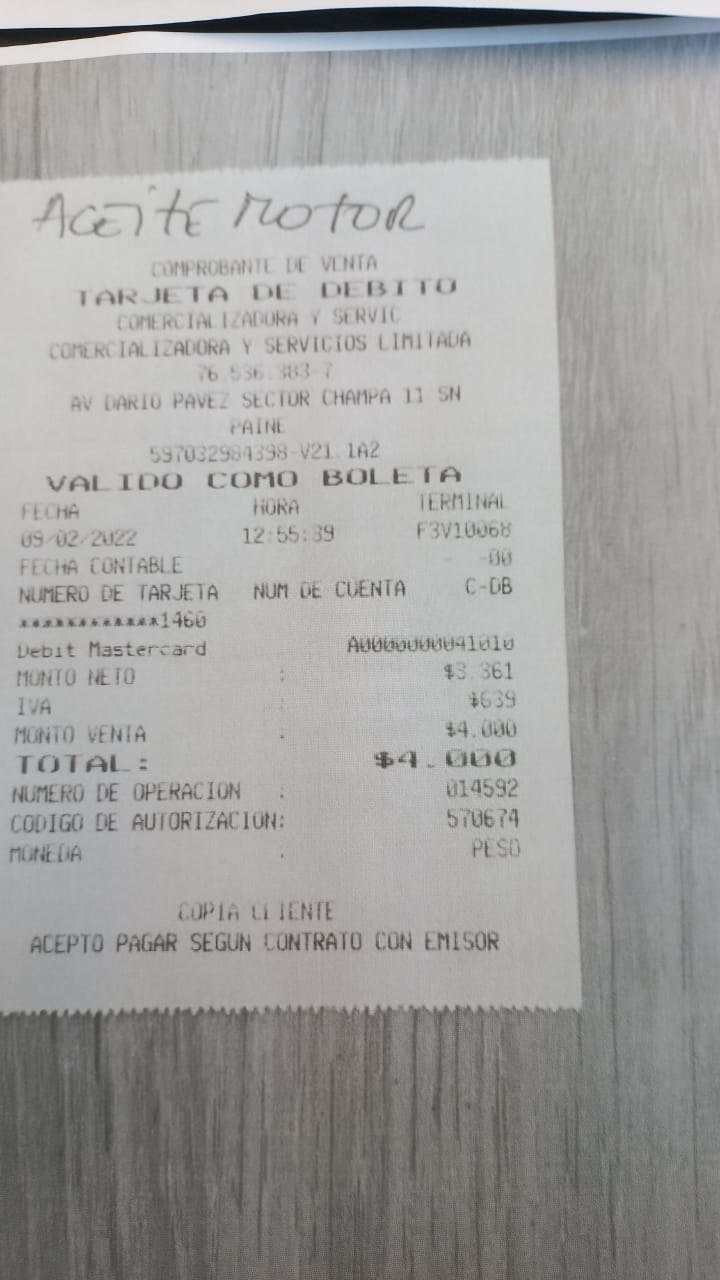 ACEITE MOTOR
COMPROBANTE DE VENTA
TARJETA DE DEBITO
COMERCIALIZADORA Y SERVIC
COMERCIALIZADORA Y SERVICIOS LIMITADA
76.536.383-7
AV DARIO PAVEZ SECTOR CHAMPA 11 SN
PAINE
597032984398-V21.1A2
VALIDO COMO BOLETA
FECHA HORA TERMINAL
09/02/2022 12:55:39 F3V10068
FECHA CONTABLE - -00
NUMERO DE TARJETA NUM DE CUENTA C-DB
************1460
Debit Mastercard A0000000041010
MONTO NETO : $3.361
IVA : $639
MONTO VENTA : $4.000
TOTAL: $4.000
NUMERO DE OPERACION : 014592
CODIGO DE AUTORIZACION: 570674
MONEDA : PESO
COPIA CLIENTE
ACEPTO PAGAR SEGUN CONTRATO CON EMISOR